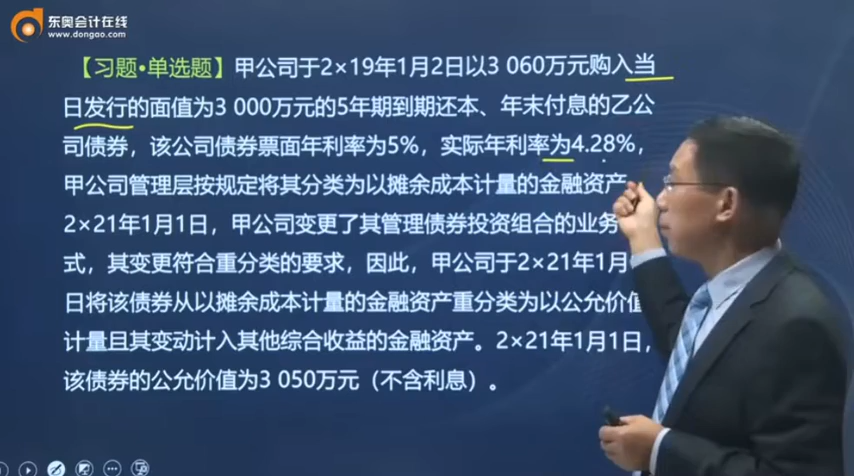 东奥会计在线
www.dongao.com
【习题•单选题】甲公司于2×19年1月2日以3 060万元购入当
日发行的面值为3 000万元的5年期到期还本、年末付息的乙公
司债券，该公司债券票面年利率为5%，实际年利率为4.28%，
甲公司管理层按规定将其分类为以摊余成本计量的金融资产
2×21年1月1日，甲公司变更了其管理债券投资组合的业务
式，其变更符合重分类的要求，因此，甲公司于2×21年1月
日将该债券从以摊余成本计量的金融资产重分类为以公允价值
计量且其变动计入其他综合收益的金融资产。2×21年1月1日，
该债券的公允价值为3 050万元（不含利息）。